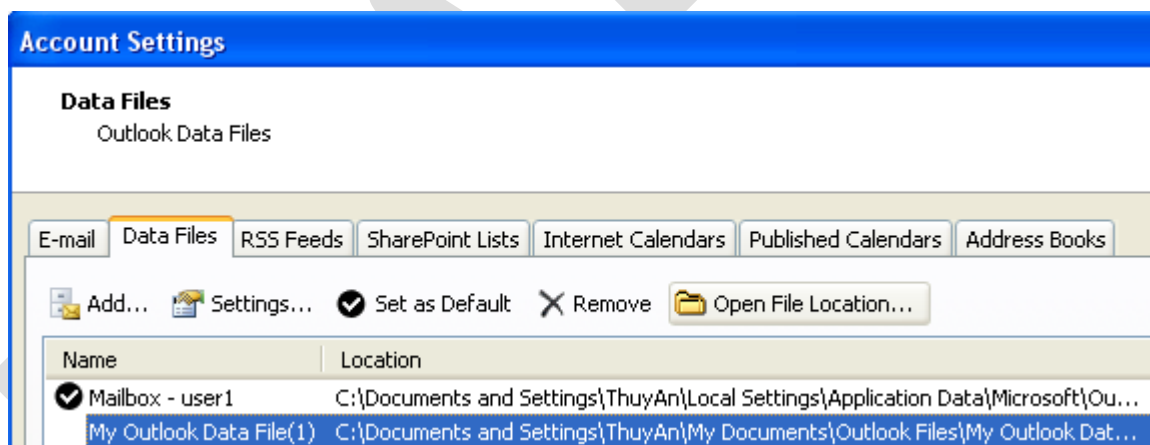 Account Settings
Data Files
Outlook Data Files
E-mail Data Files RSS Feeds SharePoint Lists Internet Calendars Published Calendars Address Books
Add... Settings... Set as Default Remove Open File Location...
Name Location
Mailbox - user1 C:\Documents and Settings\ThuyAn\Local Settings\Application Data\Microsoft\Ou...
My Outlook Data File(1) C:\Documents and Settings\ThuyAn\My Documents\Outlook Files\My Outlook Dat...